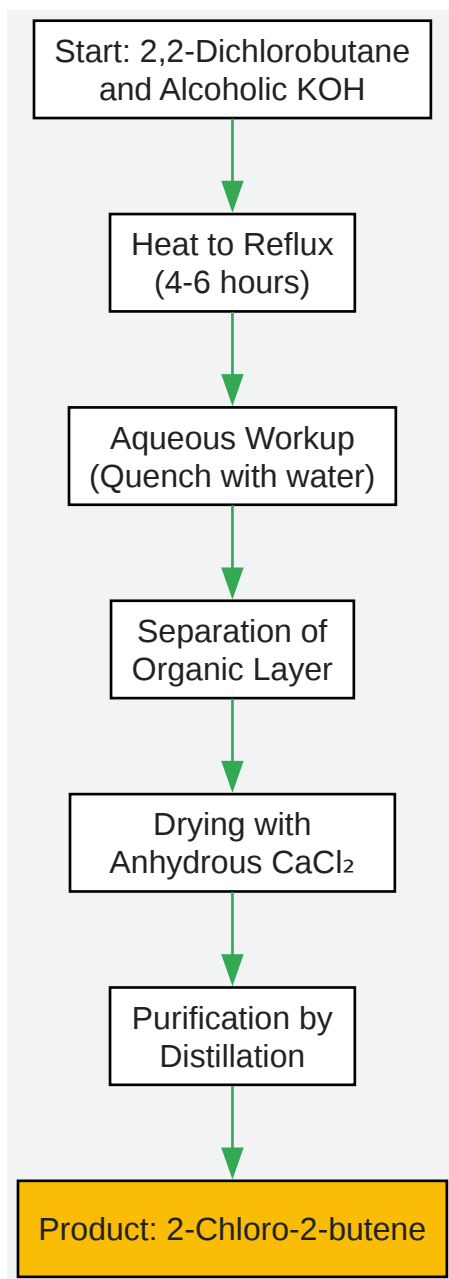 Start: 2,2-Dichlorobutane
and Alcoholic KOH
Heat to Reflux
(4-6 hours)
Aqueous Workup
(Quench with water)
Separation of
Organic Layer
Drying with
Anhydrous CaCl₂
Purification by
Distillation
Product: 2-Chloro-2-butene